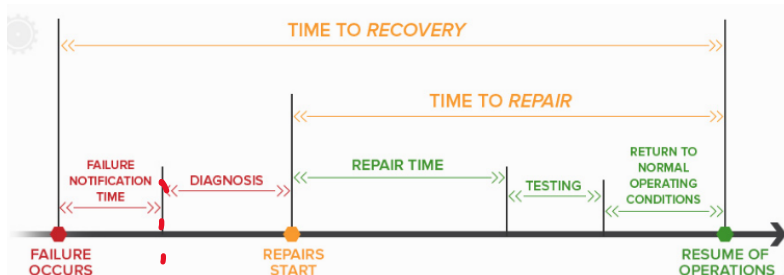 TIME TO RECOVERY
TIME TO REPAIR
FAILURE
NOTIFICATION
TIME
DIAGNOSIS
REPAIR TIME
TESTING
RETURN TO
NORMAL
OPERATING
CONDITIONS
FAILURE
OCCURS
REPAIRS
START
RESUME OF
OPERATIONS